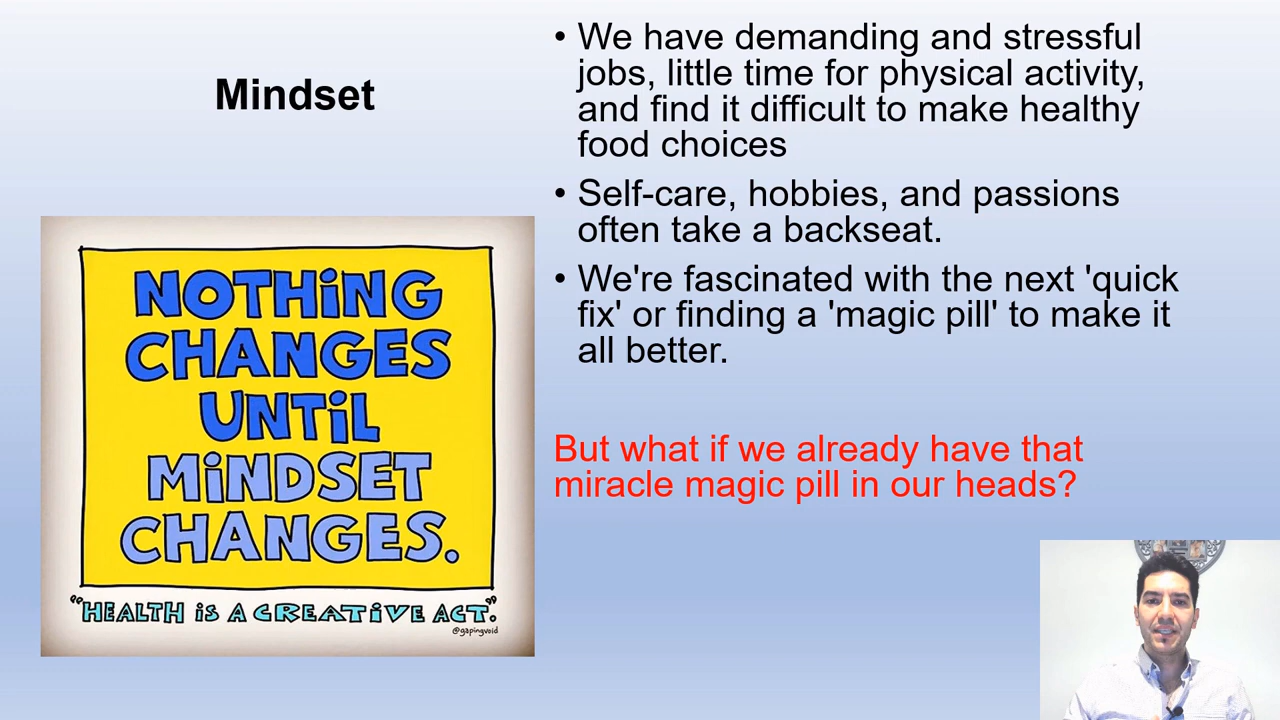 Mindset
• We have demanding and stressful
jobs, little time for physical activity,
and find it difficult to make healthy
food choices
• Self-care, hobbies, and passions
often take a backseat.
• We're fascinated with the next 'quick
fix' or finding a 'magic pill' to make it
all better.
But what if we already have that
miracle magic pill in our heads?
NOTHiNG
CHANGES
UNTiL
MiNDSET
CHANGES.
"HEALTH iS A CREATiVE ACT."
@gapingvoid